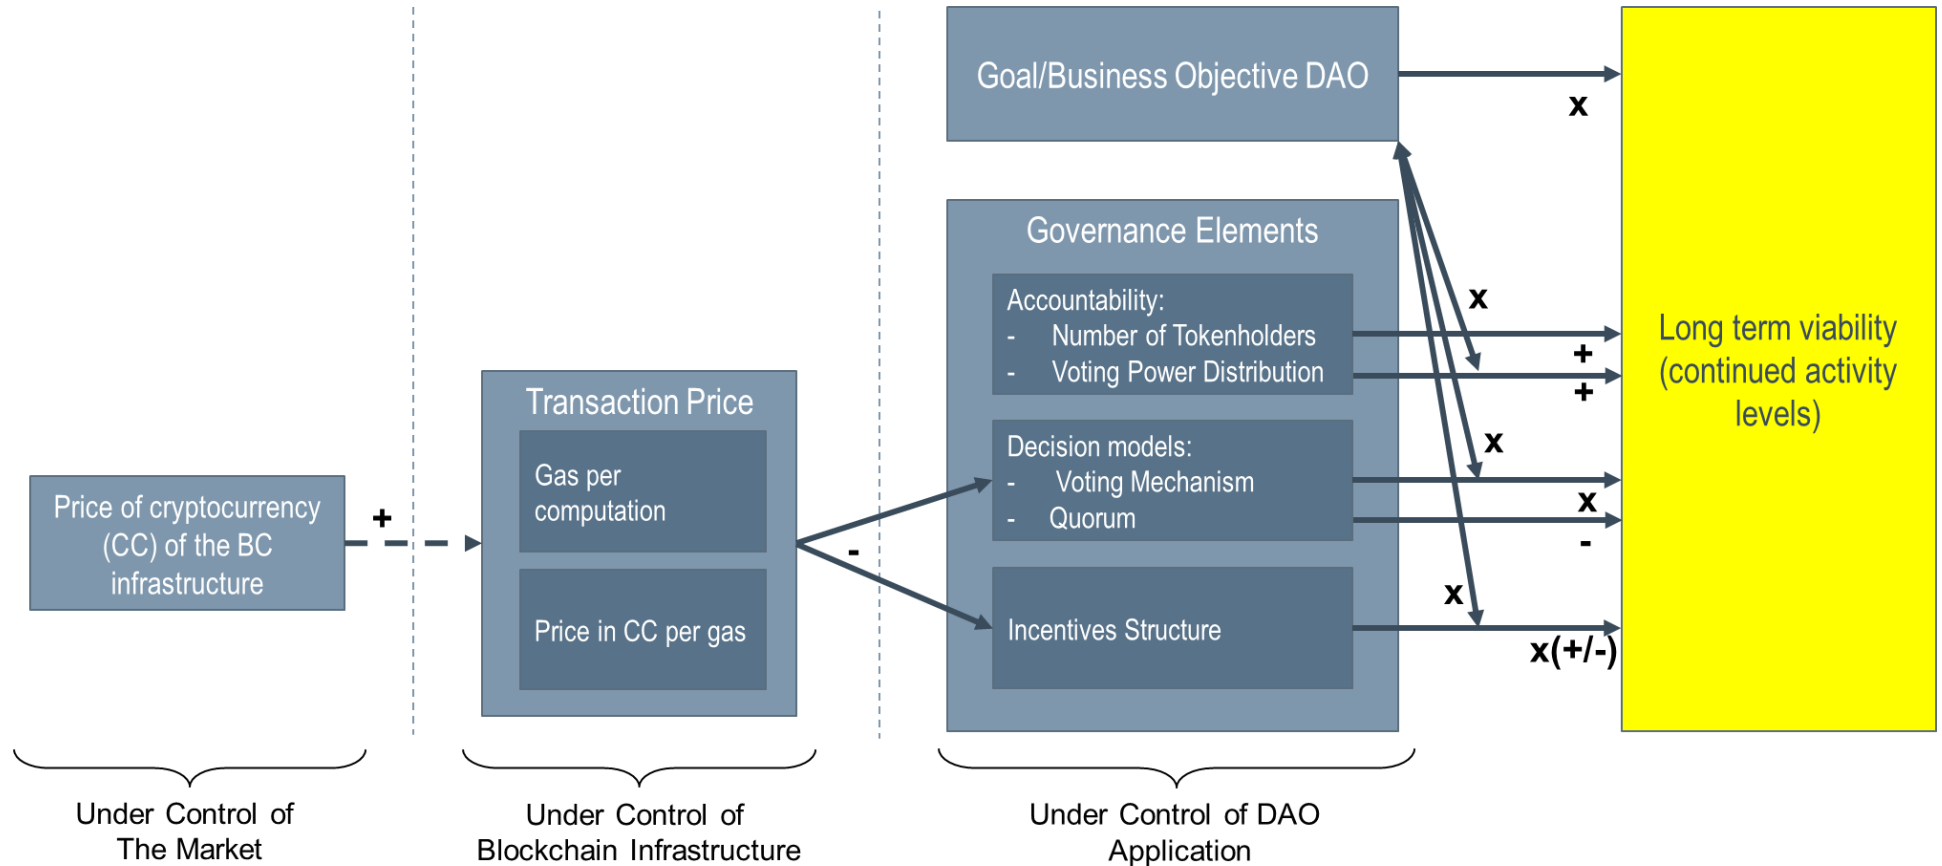 Price of cryptocurrency
(CC) of the BC
infrastructure
+
Under Control of
The Market
Transaction Price
Gas per
computation
Price in CC per gas
-
Under Control of
Blockchain Infrastructure
Goal/Business Objective DAO
x
Governance Elements
Accountability:
- Number of Tokenholders
- Voting Power Distribution
x
+
+
Decision models:
- Voting Mechanism
- Quorum
x
x
-
Incentives Structure
x
x(+/-)
Under Control of DAO
Application
Long term viability
(continued activity
levels)